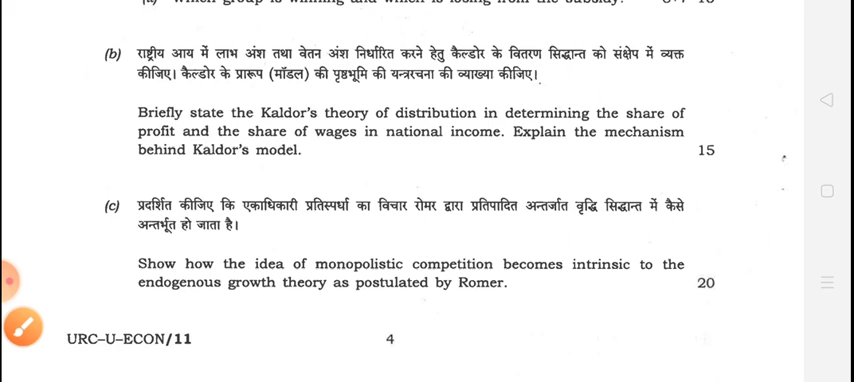 (b) राष्ट्रीय आय में लाभ अंश तथा वेतन अंश निर्धारित करने हेतु कैल्डोर के वितरण सिद्धान्त को संक्षेप में व्यक्त
कीजिए। कैल्डोर के प्रारूप (मॉडल) की पृष्ठभूमि की यन्त्ररचना की व्याख्या कीजिए।
Briefly state the Kaldor's theory of distribution in determining the share of
profit and the share of wages in national income. Explain the mechanism
behind Kaldor's model. 15
(c) प्रदर्शित कीजिए कि एकाधिकारी प्रतिस्पर्धा का विचार रोमर द्वारा प्रतिपादित अन्तर्जात वृद्धि सिद्धान्त में कैसे
अन्तर्भूत हो जाता है।
Show how the idea of monopolistic competition becomes intrinsic to the
endogenous growth theory as postulated by Romer. 20
URC–U–ECON/11 4